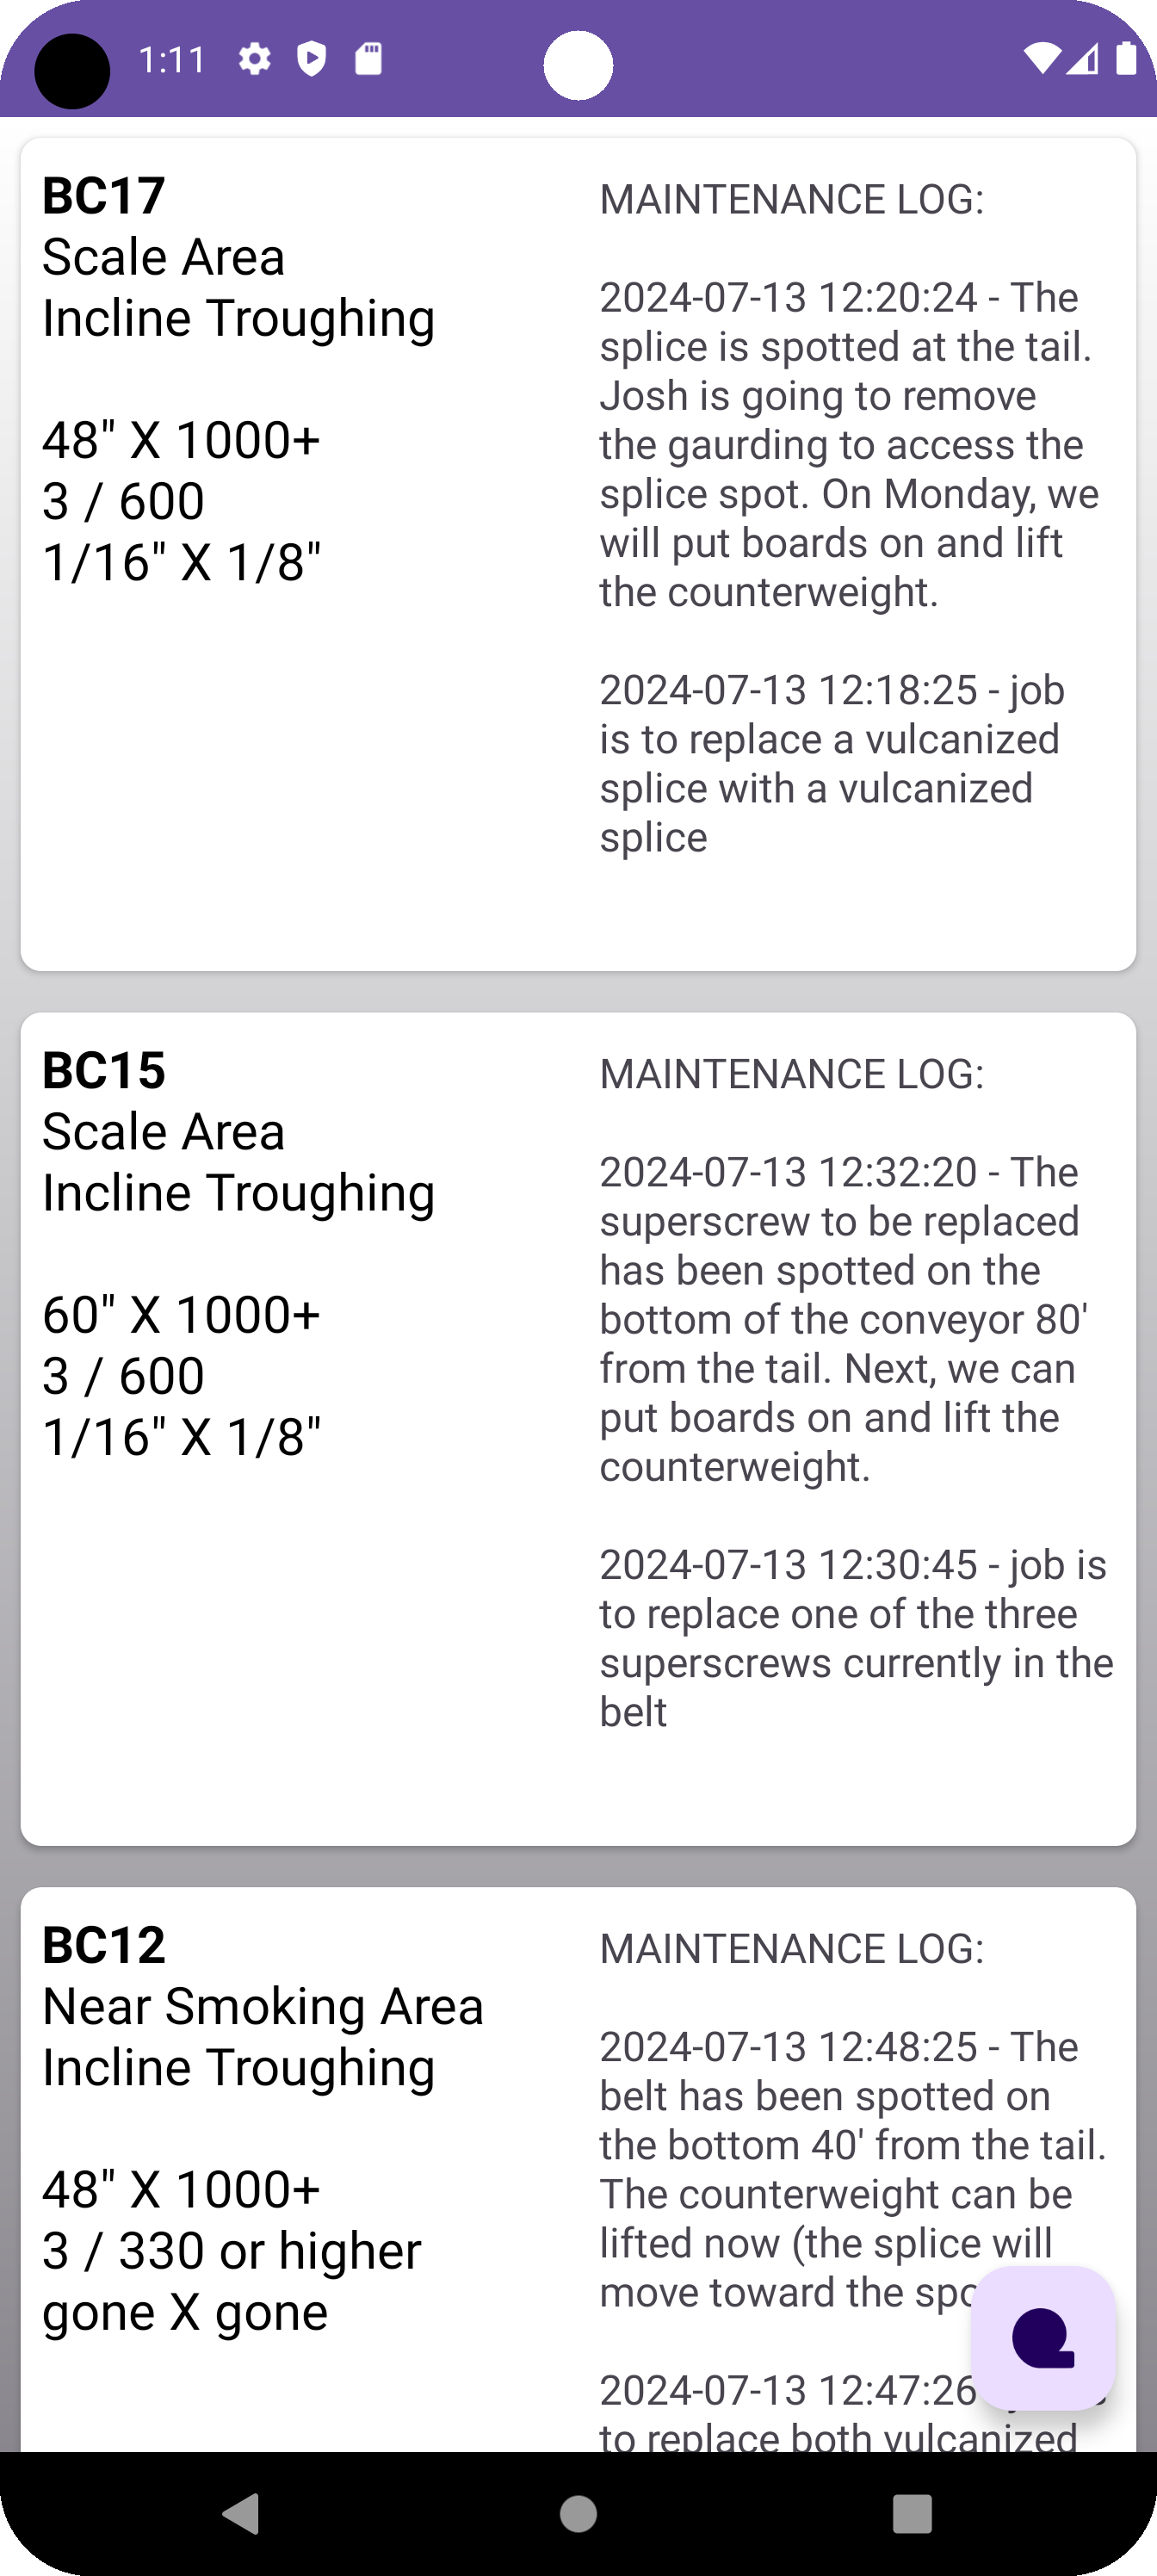 1:11
BC17
Scale Area
Incline Troughing
48" X 1000+
3 / 600
1/16" X 1/8"
MAINTENANCE LOG:
2024-07-13 12:20:24 - The
splice is spotted at the tail.
Josh is going to remove
the gaurding to access the
splice spot. On Monday, we
will put boards on and lift
the counterweight.
2024-07-13 12:18:25 - job
is to replace a vulcanized
splice with a vulcanized
splice
BC15
Scale Area
Incline Troughing
60" X 1000+
3 / 600
1/16" X 1/8"
MAINTENANCE LOG:
2024-07-13 12:32:20 - The
superscrew to be replaced
has been spotted on the
bottom of the conveyor 80'
from the tail. Next, we can
put boards on and lift the
counterweight.
2024-07-13 12:30:45 - job is
to replace one of the three
superscrews currently in the
belt
BC12
Near Smoking Area
Incline Troughing
48" X 1000+
3 / 330 or higher
gone X gone
MAINTENANCE LOG:
2024-07-13 12:48:25 - The
belt has been spotted on
the bottom 40' from the tail.
The counterweight can be
lifted now (the splice will
move toward the
2024-07-13 12:47:26
to replace both vulcanized